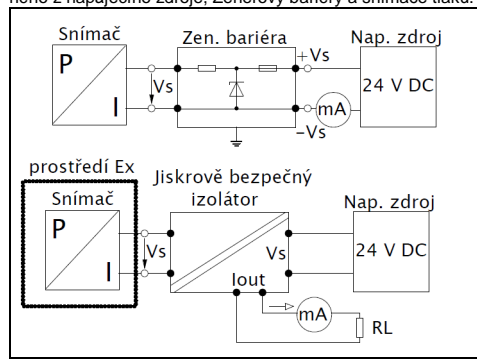 ného z napájecího zdroje, Zenerovy bariéry a snímače tlaku.
Snímač
Zen. bariéra
Nap. zdroj
P
I
Vs
+Vs
−Vs
mA
24 V DC
prostředí Ex
Snímač
Jiskrově bezpečný
izolátor
Nap. zdroj
P
I
Vs
Vs
24 V DC
Iout
mA
RL